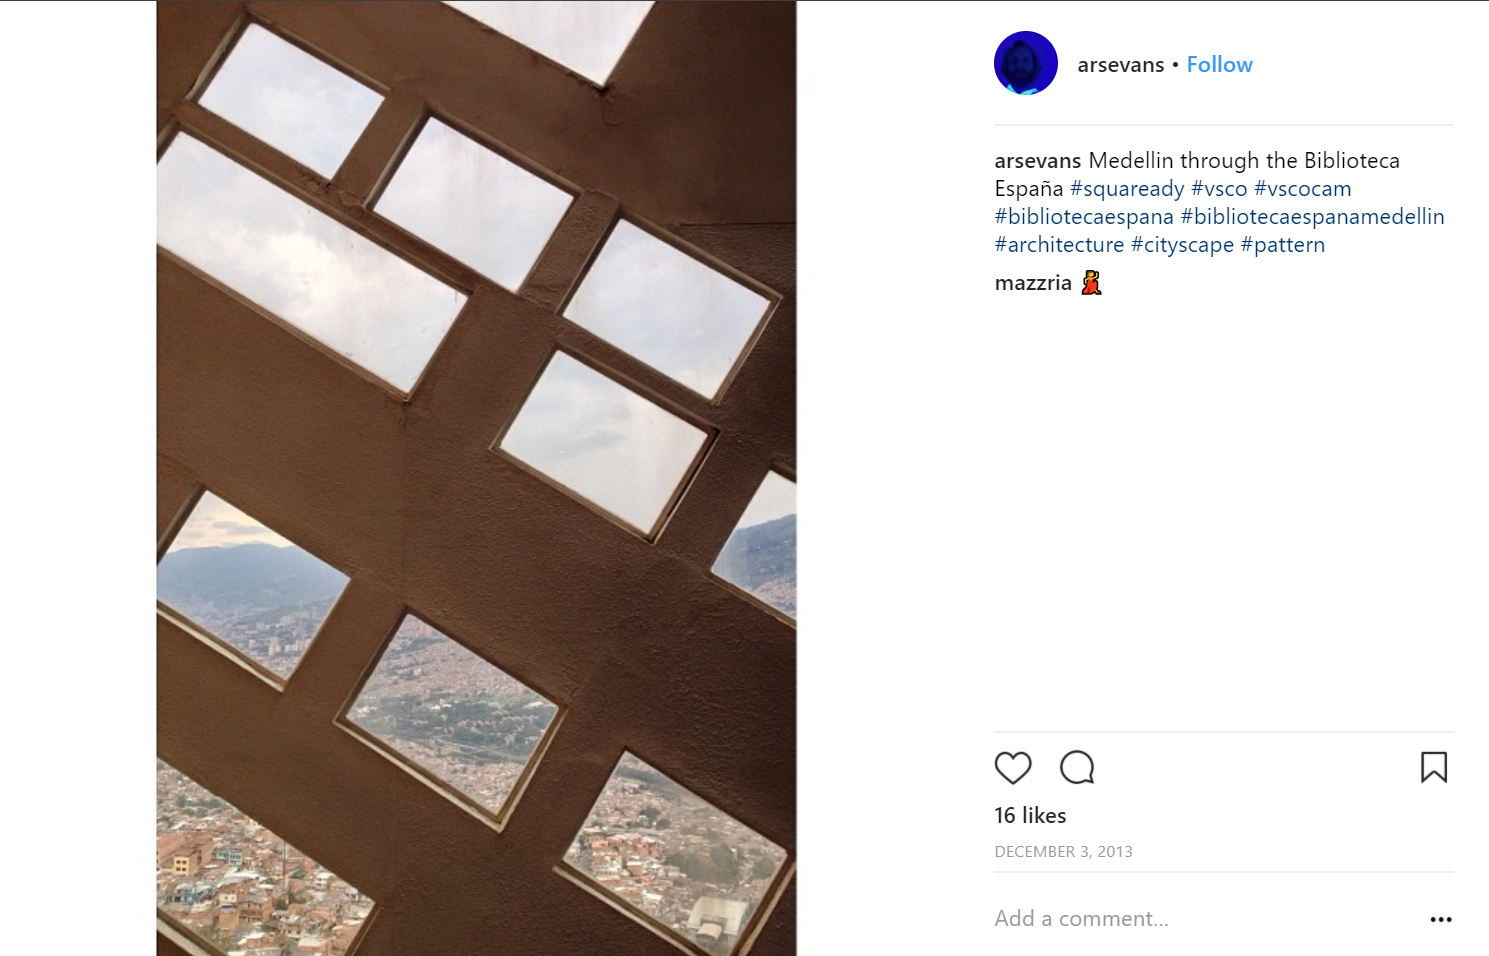 arsevans • Follow
arsevans Medellin through the Biblioteca
España #squaready #vsco #vscocam
#bibliotecaespana #bibliotecaespanamedellin
#architecture #cityscape #pattern
mazzria 💃
16 likes
DECEMBER 3, 2013
Add a comment...